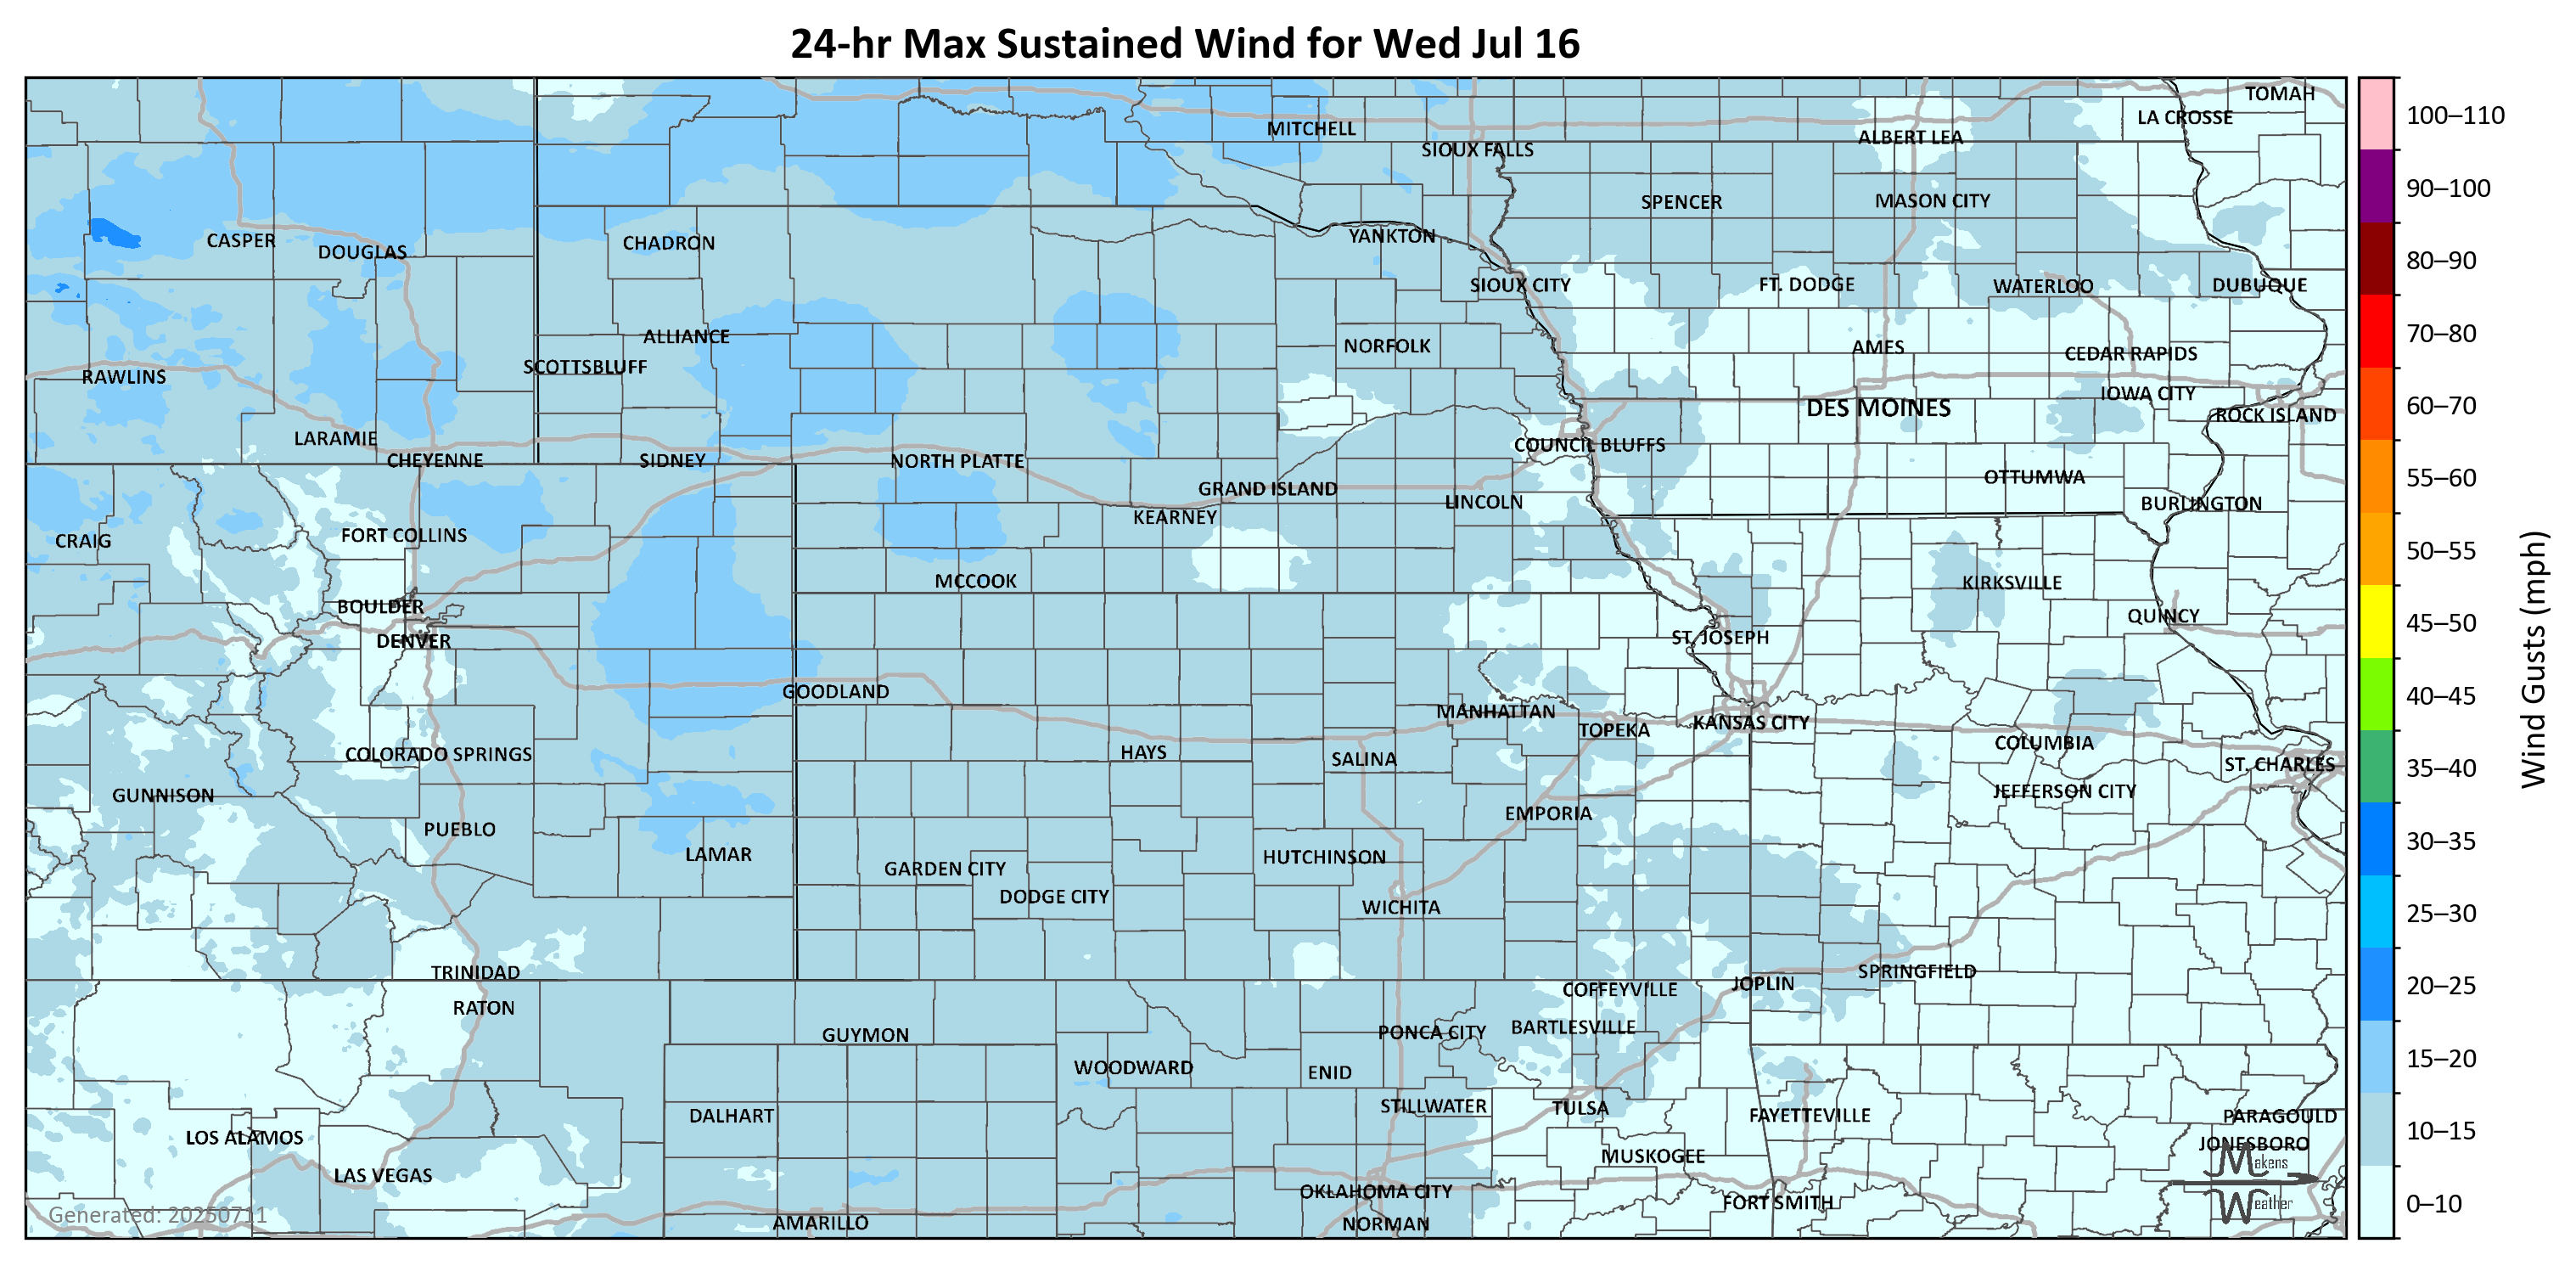 24-hr Max Sustained Wind for Wed Jul 16
TOMAH
LA CROSSE
MITCHELL
ALBERT LEA
SIOUX FALLS
SPENCER
MASON CITY
CASPER
DOUGLAS
CHADRON
YANKTON
SIOUX CITY
FT. DODGE
WATERLOO
DUBUQUE
ALLIANCE
NORFOLK
AMES
CEDAR RAPIDS
SCOTTSBLUFF
RAWLINS
IOWA CITY
DES MOINES
ROCK ISLAND
LARAMIE
COUNCIL BLUFFS
CHEYENNE
SIDNEY
NORTH PLATTE
OTTUMWA
GRAND ISLAND
LINCOLN
BURLINGTON
KEARNEY
CRAIG
FORT COLLINS
MCCOOK
KIRKSVILLE
BOULDER
QUINCY
DENVER
ST. JOSEPH
GOODLAND
MANHATTAN
TOPEKA
KANSAS CITY
COLUMBIA
COLORADO SPRINGS
HAYS
SALINA
ST. CHARLES
GUNNISON
JEFFERSON CITY
EMPORIA
PUEBLO
LAMAR
HUTCHINSON
GARDEN CITY
DODGE CITY
WICHITA
TRINIDAD
SPRINGFIELD
JOPLIN
COFFEYVILLE
RATON
GUYMON
PONCA CITY
BARTLESVILLE
WOODWARD
ENID
DALHART
STILLWATER
TULSA
FAYETTEVILLE
PARAGOULD
LOS ALAMOS
JONESBORO
MUSKOGEE
LAS VEGAS
OKLAHOMA CITY
FORT SMITH
AMARILLO
NORMAN
Generated: 20250711
Makens
Weather
100–110
90–100
80–90
70–80
60–70
55–60
50–55
45–50
40–45
35–40
30–35
25–30
20–25
15–20
10–15
0–10
Wind Gusts (mph)